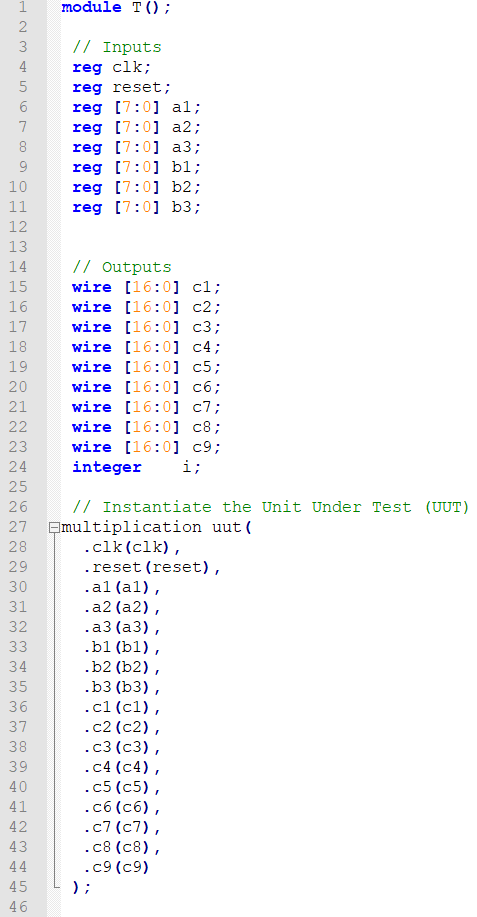 1 module T();
2
3 // Inputs
4 reg clk;
5 reg reset;
6 reg [7:0] a1;
7 reg [7:0] a2;
8 reg [7:0] a3;
9 reg [7:0] b1;
10 reg [7:0] b2;
11 reg [7:0] b3;
12
13
14 // Outputs
15 wire [16:0] c1;
16 wire [16:0] c2;
17 wire [16:0] c3;
18 wire [16:0] c4;
19 wire [16:0] c5;
20 wire [16:0] c6;
21 wire [16:0] c7;
22 wire [16:0] c8;
23 wire [16:0] c9;
24 integer    i;
25
26 // Instantiate the Unit Under Test (UUT)
27 multiplication uut(
28 .clk(clk),
29 .reset(reset),
30 .a1(a1),
31 .a2(a2),
32 .a3(a3),
33 .b1(b1),
34 .b2(b2),
35 .b3(b3),
36 .c1(c1),
37 .c2(c2),
38 .c3(c3),
39 .c4(c4),
40 .c5(c5),
41 .c6(c6),
42 .c7(c7),
43 .c8(c8),
44 .c9(c9)
45 );
46